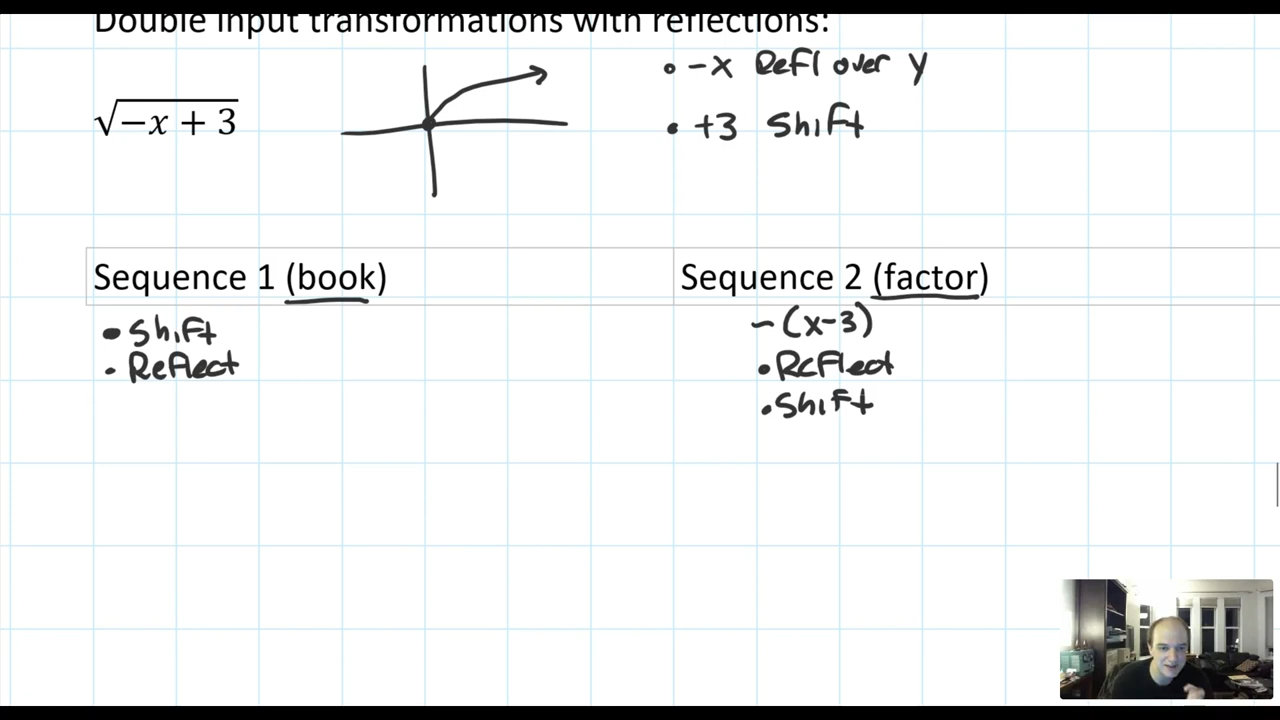 Double input transformations with reflections:
• -x Refl over y
√-x + 3
• +3 Shift
Sequence 1 (book)
Sequence 2 (factor)
• Shift
• Reflect
-(x-3)
• Reflect
• Shift